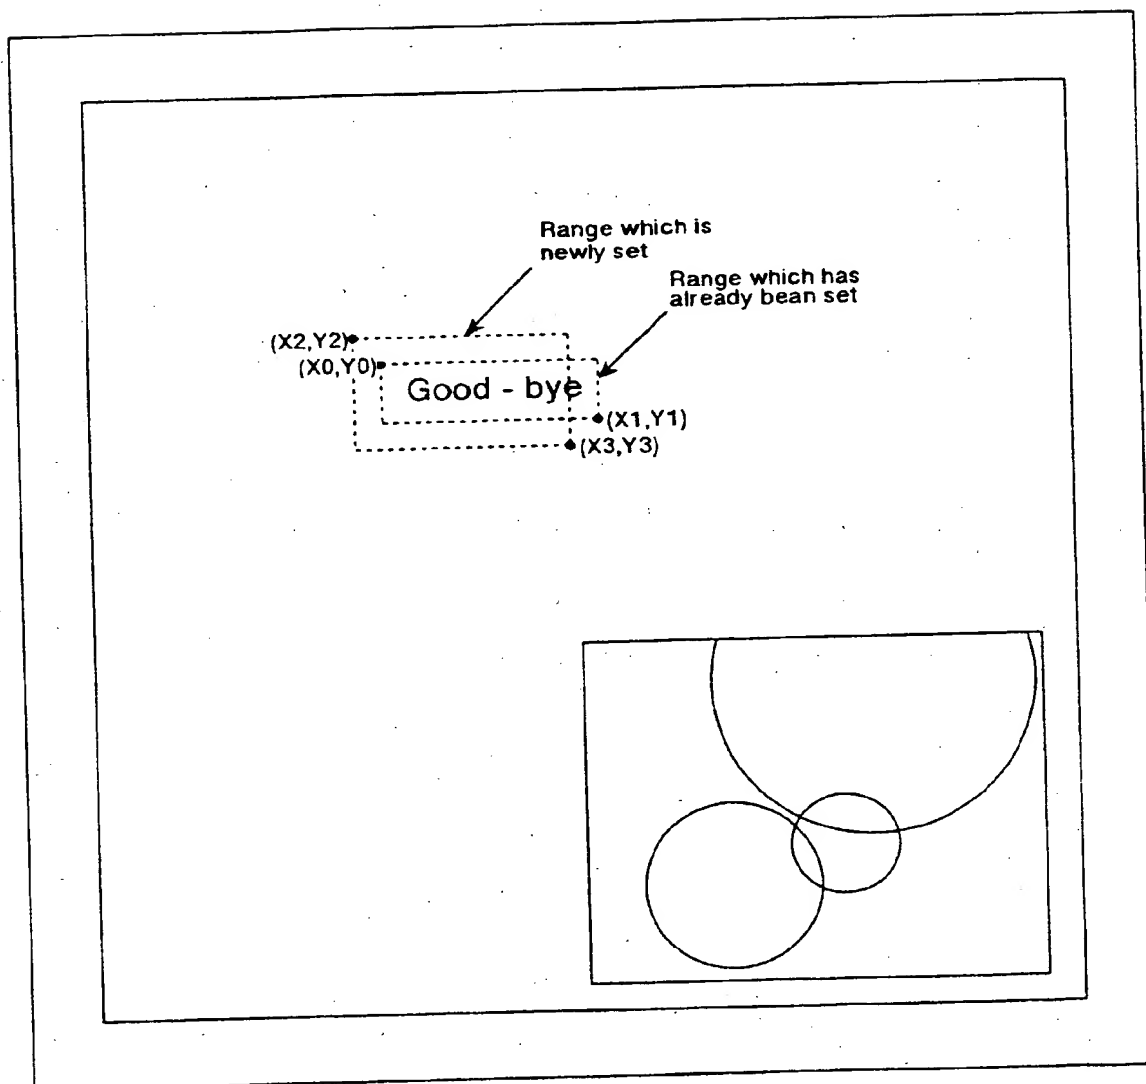 Range which is
newly set
Range which has
already bean set
(X2,Y2)
(X0,Y0)
Good - bye
(X1,Y1)
(X3,Y3)